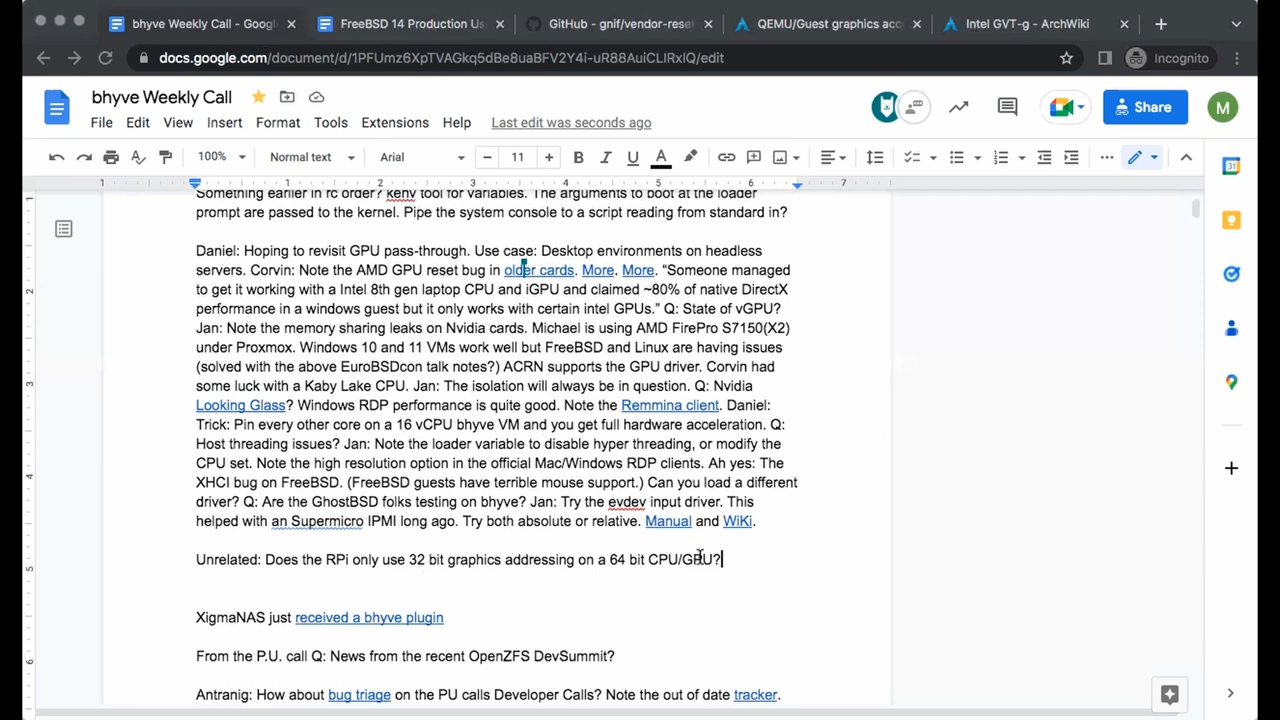 bhyve Weekly Call - Googl
FreeBSD 14 Production Us
GitHub - gnif/vendor-rese
QEMU/Guest graphics acc
Intel GVT-g - ArchWiki
docs.google.com/document/d/1PFUmz6XpTVAGkq5dBe8uaBFV2Y4i-uR88AuiCLlRxIQ/edit
Incognito
bhyve Weekly Call
File Edit View Insert Format Tools Extensions Help Last edit was seconds ago
Share
M
100% Normal text Arial 11
1 1 2 3 4 5 6 7
Something earlier in rc order? kenv tool for variables. The arguments to boot at the loader
prompt are passed to the kernel. Pipe the system console to a script reading from standard in?
Daniel: Hoping to revisit GPU pass-through. Use case: Desktop environments on headless
servers. Corvin: Note the AMD GPU reset bug in older cards. More. More. “Someone managed
to get it working with a Intel 8th gen laptop CPU and iGPU and claimed ~80% of native DirectX
performance in a windows guest but it only works with certain intel GPUs.” Q: State of vGPU?
Jan: Note the memory sharing leaks on Nvidia cards. Michael is using AMD FirePro S7150(X2)
under Proxmox. Windows 10 and 11 VMs work well but FreeBSD and Linux are having issues
(solved with the above EuroBSDcon talk notes?) ACRN supports the GPU driver. Corvin had
some luck with a Kaby Lake CPU. Jan: The isolation will always be in question. Q: Nvidia
Looking Glass? Windows RDP performance is quite good. Note the Remmina client. Daniel:
Trick: Pin every other core on a 16 vCPU bhyve VM and you get full hardware acceleration. Q:
Host threading issues? Jan: Note the loader variable to disable hyper threading, or modify the
CPU set. Note the high resolution option in the official Mac/Windows RDP clients. Ah yes: The
XHCI bug on FreeBSD. (FreeBSD guests have terrible mouse support.) Can you load a different
driver? Q: Are the GhostBSD folks testing on bhyve? Jan: Try the evdev input driver. This
helped with an Supermicro IPMI long ago. Try both absolute or relative. Manual and WiKi.
Unrelated: Does the RPi only use 32 bit graphics addressing on a 64 bit CPU/GPU?
XigmaNAS just received a bhyve plugin
From the P.U. call Q: News from the recent OpenZFS DevSummit?
Antranig: How about bug triage on the PU calls Developer Calls? Note the out of date tracker.
1
2
3
4
5
6
31